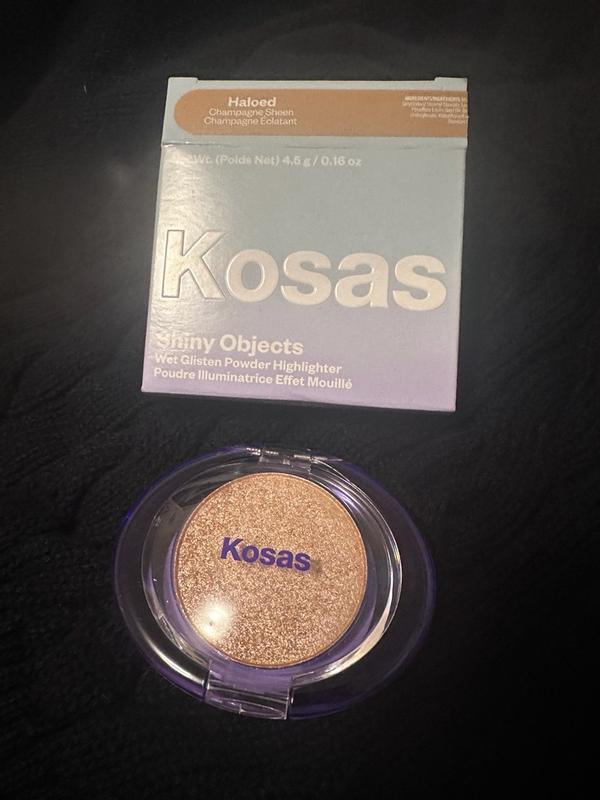 Haloed
Champagne Sheen
Champagne Éclatant
Wt. (Poids Net) 4.5 g / 0.16 oz
Kosas
Shiny Objects
Wet Glisten Powder Highlighter
Poudre Illuminatrice Effet Mouillé
Kosas